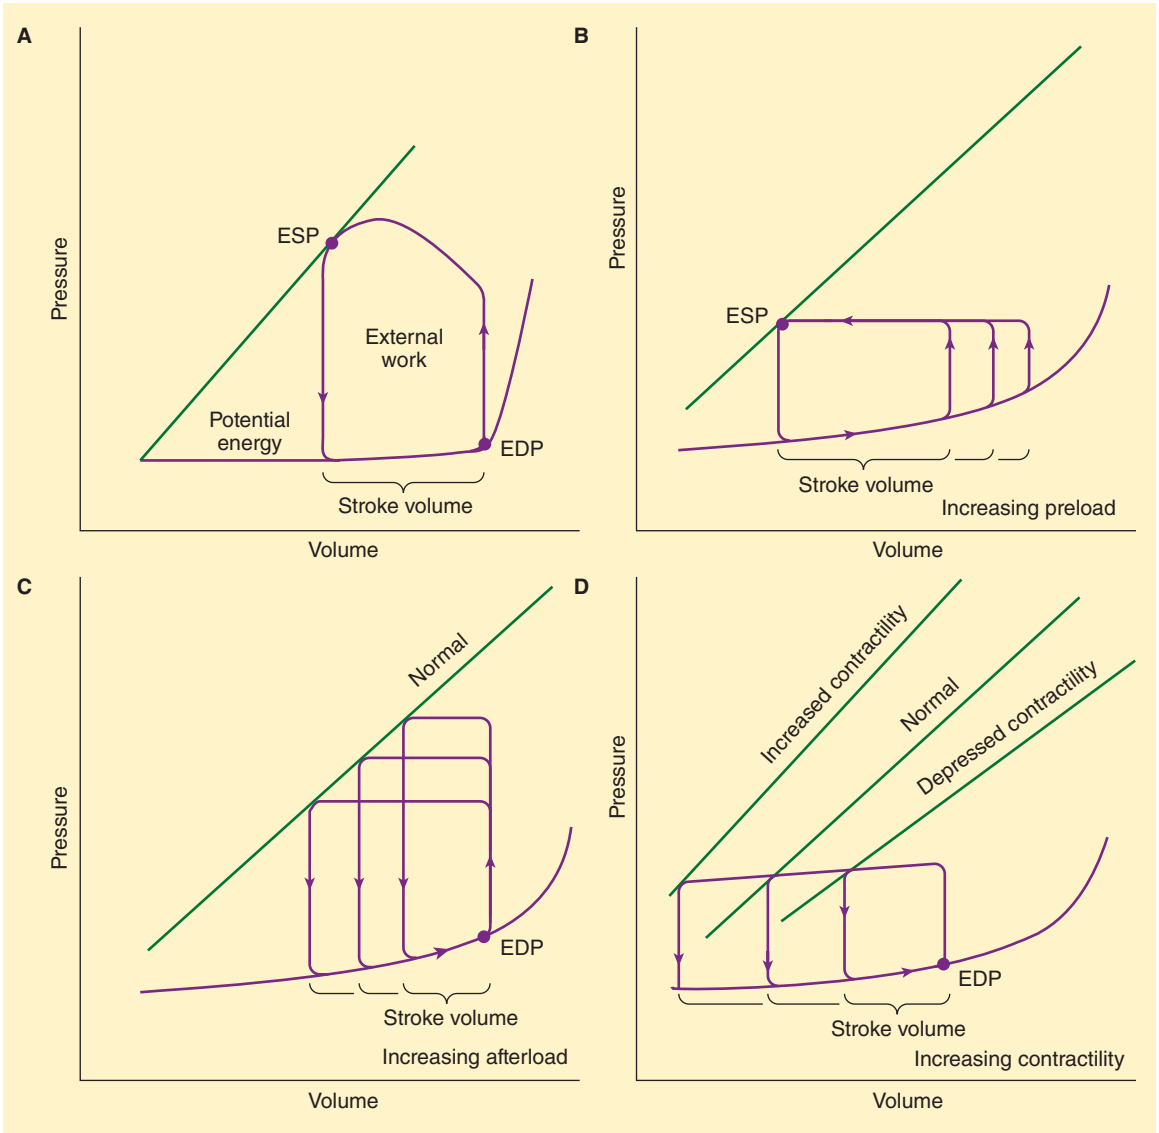 A
Pressure
ESP
External
work
Potential
energy
EDP
Stroke volume
Volume
B
Pressure
ESP
Stroke volume
Increasing preload
Volume
C
Pressure
Normal
EDP
Stroke volume
Increasing afterload
Volume
D
Pressure
Increased contractility
Normal
Depressed contractility
EDP
Stroke volume
Increasing contractility
Volume